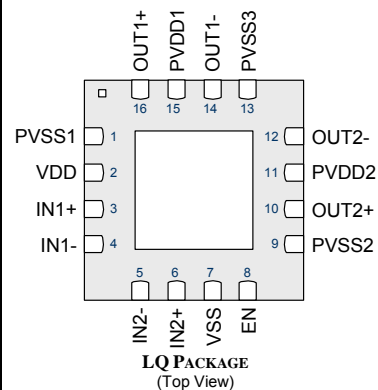 OUT1+
PVDD1
OUT1-
PVSS3
16
15
14
13
PVSS1 1
12 OUT2-
VDD 2
11 PVDD2
IN1+ 3
10 OUT2+
IN1- 4
9 PVSS2
5
6
7
8
IN2-
IN2+
VSS
EN
LQ PACKAGE
(Top View)